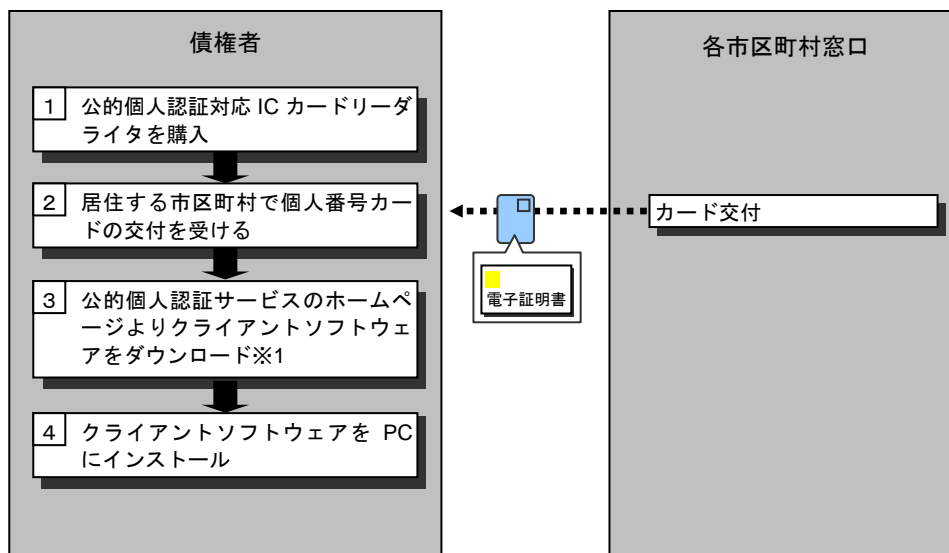 債権者
各市区町村窓口
1 公的個人認証対応 IC カードリーダ
ライタを購入
2 居住する市区町村で個人番号カー
ドの交付を受ける
カード交付
電子証明書
3 公的個人認証サービスのホームペ
ージよりクライアントソフトウェ
アをダウンロード※1
4 クライアントソフトウェアを PC
にインストール